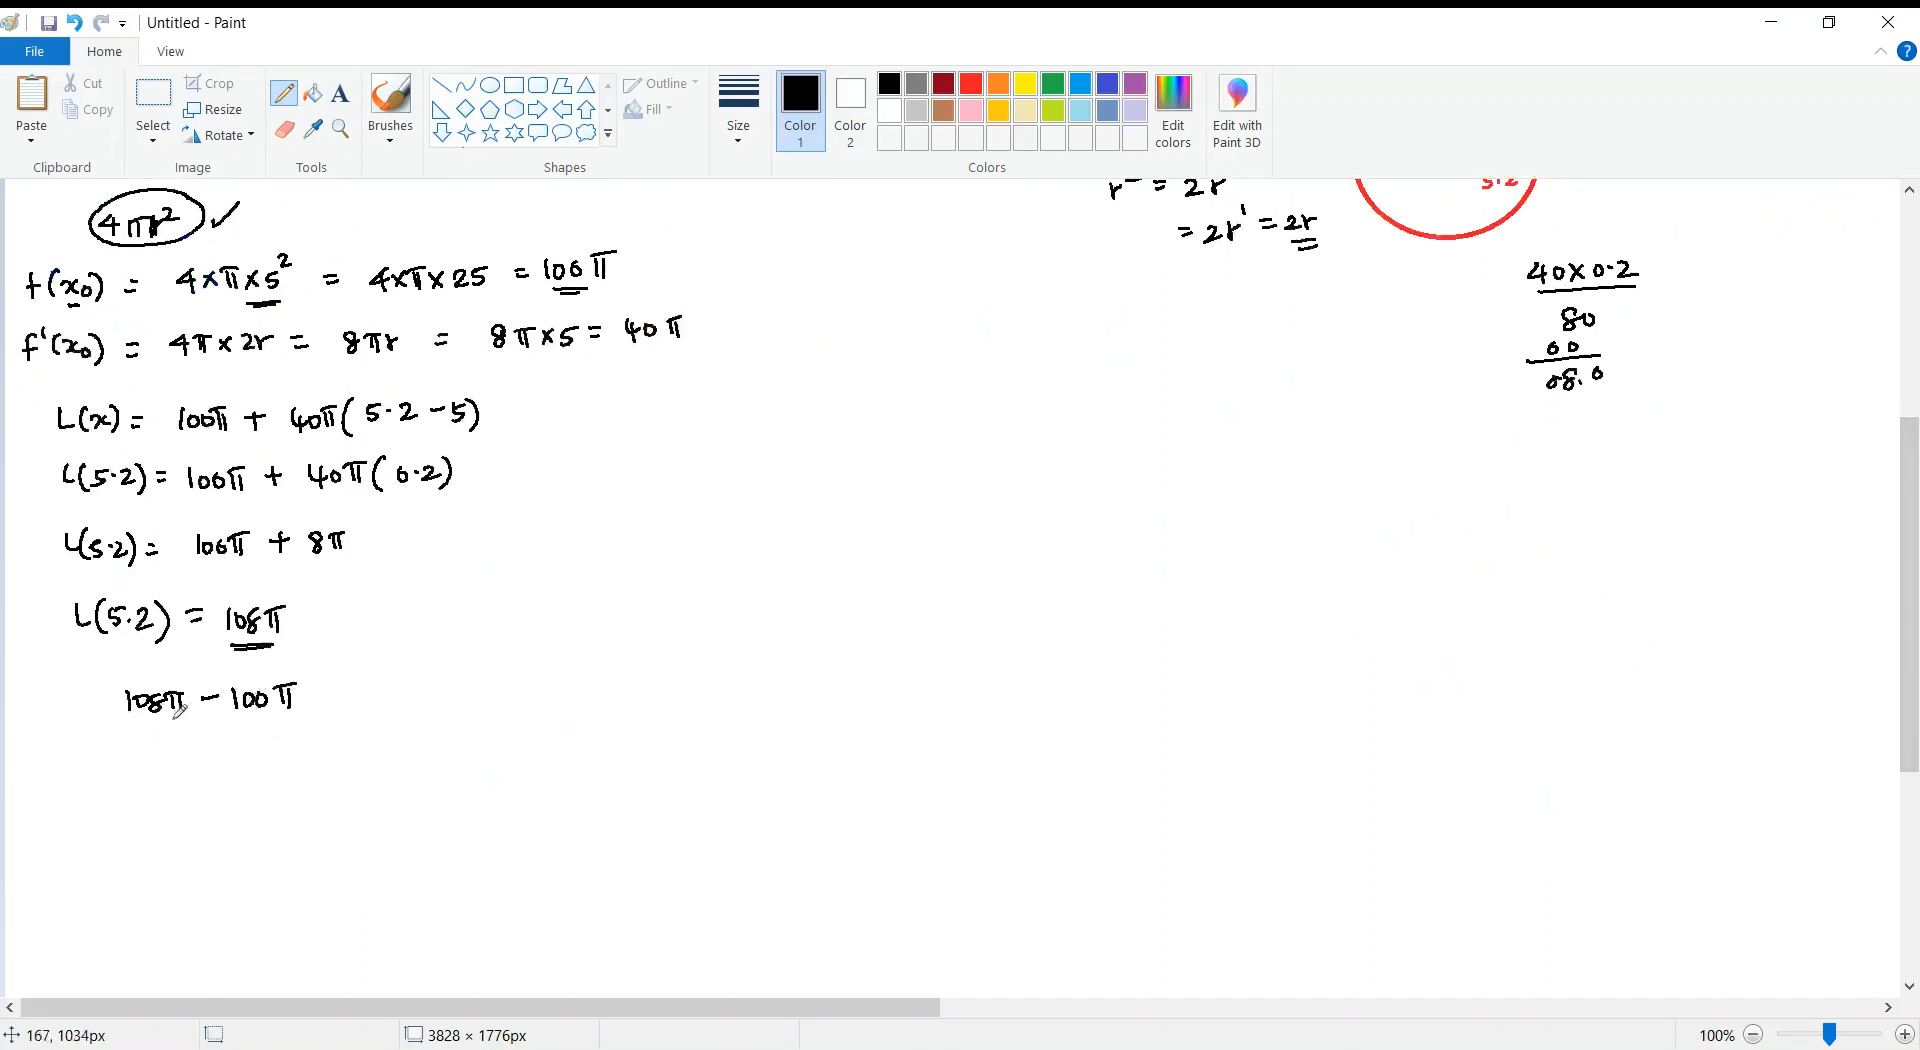 Untitled - Paint
File Home View
Paste
Cut
Copy
Clipboard
Select
Crop
Resize
Rotate
Image
Tools
Brushes
Shapes
Outline
Fill
Size
Color 1
Color 2
Edit colors
Edit with Paint 3D
Colors
4πr²
f(x₀) = 4×π×5² = 4×π×25 = 100π
f'(x₀) = 4π×2r = 8πr = 8π×5 = 40π
L(x) = 100π + 40π(5.2-5)
L(5.2) = 100π + 40π(0.2)
L(5.2) = 100π + 8π
L(5.2) = 108π
108π - 100π
= 2r
= 2r¹ = 2r
5.2
40×0.2
80
00
08.0
167, 1034px
3828 × 1776px
100%